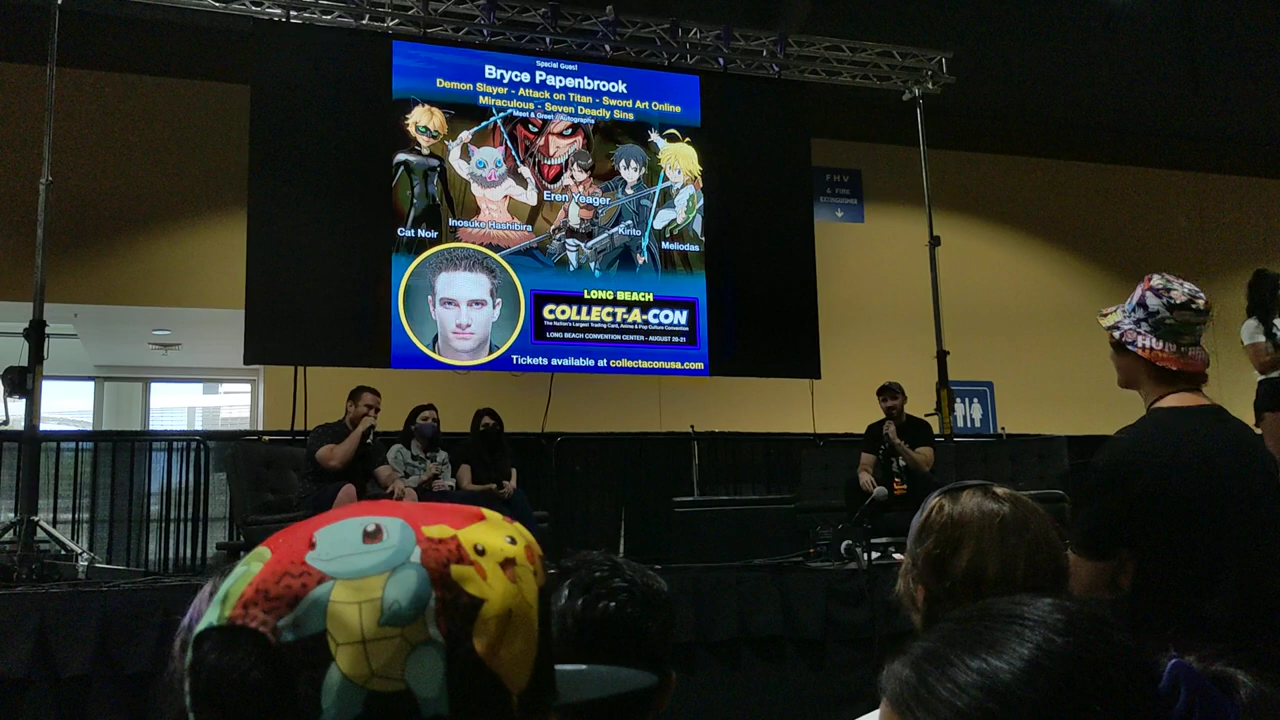 Special Guest
Bryce Papenbrook
Demon Slayer - Attack on Titan - Sword Art Online
Miraculous - Seven Deadly Sins
Meet & Greet / Autographs
Eren Yeager
Inosuke Hashibira
Cat Noir
Kirito
Meliodas
LONG BEACH
COLLECT-A-CON
The Nation's Largest Trading Card, Anime & Pop Culture Convention
LONG BEACH CONVENTION CENTER - AUGUST 20-21
Tickets available at collectaconusa.com
FHV
& FIRE
EXTINGUISHER